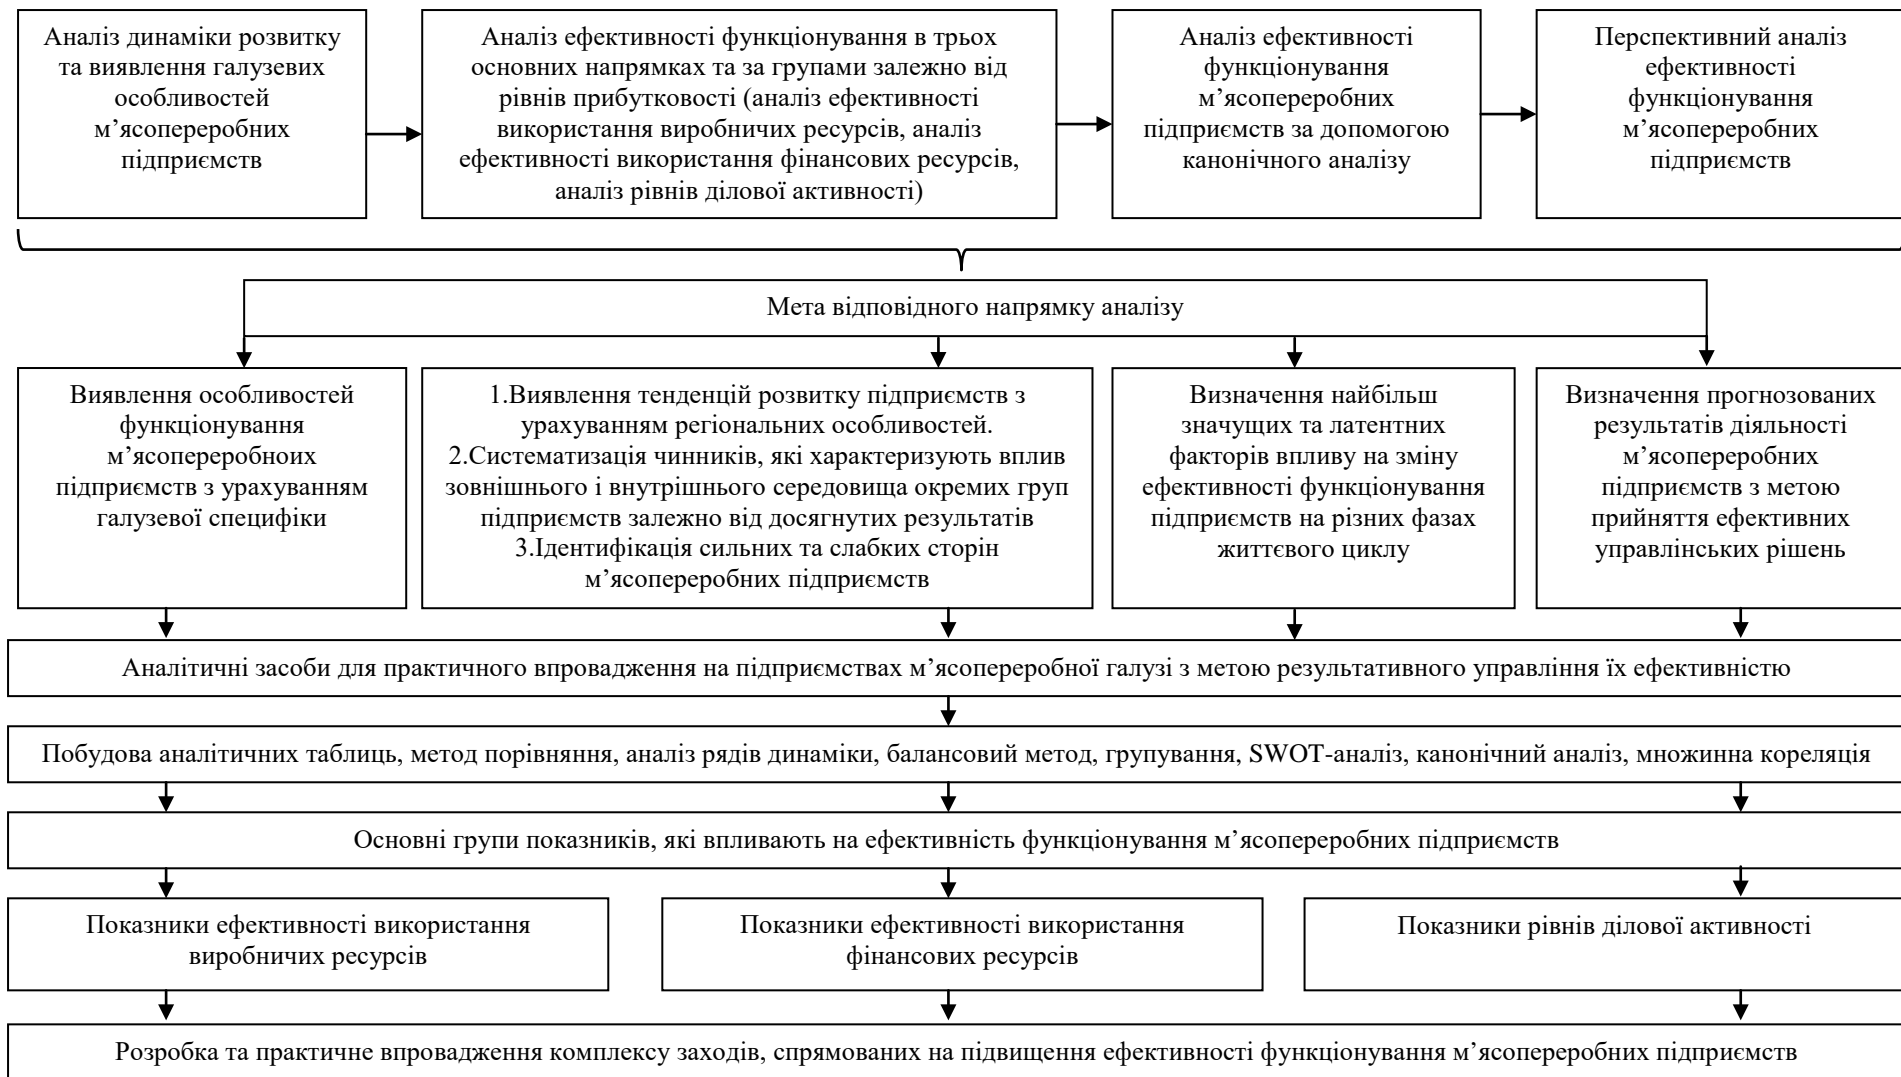 Аналіз динаміки розвитку
та виявлення галузевих
особливостей
м’ясопереробних
підприємств
Аналіз ефективності функціонування в трьох
основних напрямках та за групами залежно від
рівнів прибутковості (аналіз ефективності
використання виробничих ресурсів, аналіз
ефективності використання фінансових ресурсів,
аналіз рівнів ділової активності)
Аналіз ефективності
функціонування
м’ясопереробних
підприємств за допомогою
канонічного аналізу
Перспективний аналіз
ефективності
функціонування
м’ясопереробних
підприємств
Мета відповідного напрямку аналізу
Виявлення особливостей
функціонування
м’ясопереробноих
підприємств з урахуванням
галузевої специфіки
1.Виявлення тенденцій розвитку підприємств з
урахуванням регіональних особливостей.
2.Систематизація чинників, які характеризують вплив
зовнішнього і внутрішнього середовища окремих груп
підприємств залежно від досягнутих результатів
3.Ідентифікація сильних та слабких сторін
м’ясопереробних підприємств
Визначення найбільш
значущих та латентних
факторів впливу на зміну
ефективності функціонування
підприємств на різних фазах
життєвого циклу
Визначення прогнозованих
результатів діяльності
м’ясопереробних
підприємств з метою
прийняття ефективних
управлінських рішень
Аналітичні засоби для практичного впровадження на підприємствах м’ясопереробної галузі з метою результативного управління їх ефективністю
Побудова аналітичних таблиць, метод порівняння, аналіз рядів динаміки, балансовий метод, групування, SWOT-аналіз, канонічний аналіз, множинна кореляція
Основні групи показників, які впливають на ефективність функціонування м’ясопереробних підприємств
Показники ефективності використання
виробничих ресурсів
Показники ефективності використання
фінансових ресурсів
Показники рівнів ділової активності
Розробка та практичне впровадження комплексу заходів, спрямованих на підвищення ефективності функціонування м’ясопереробних підприємств